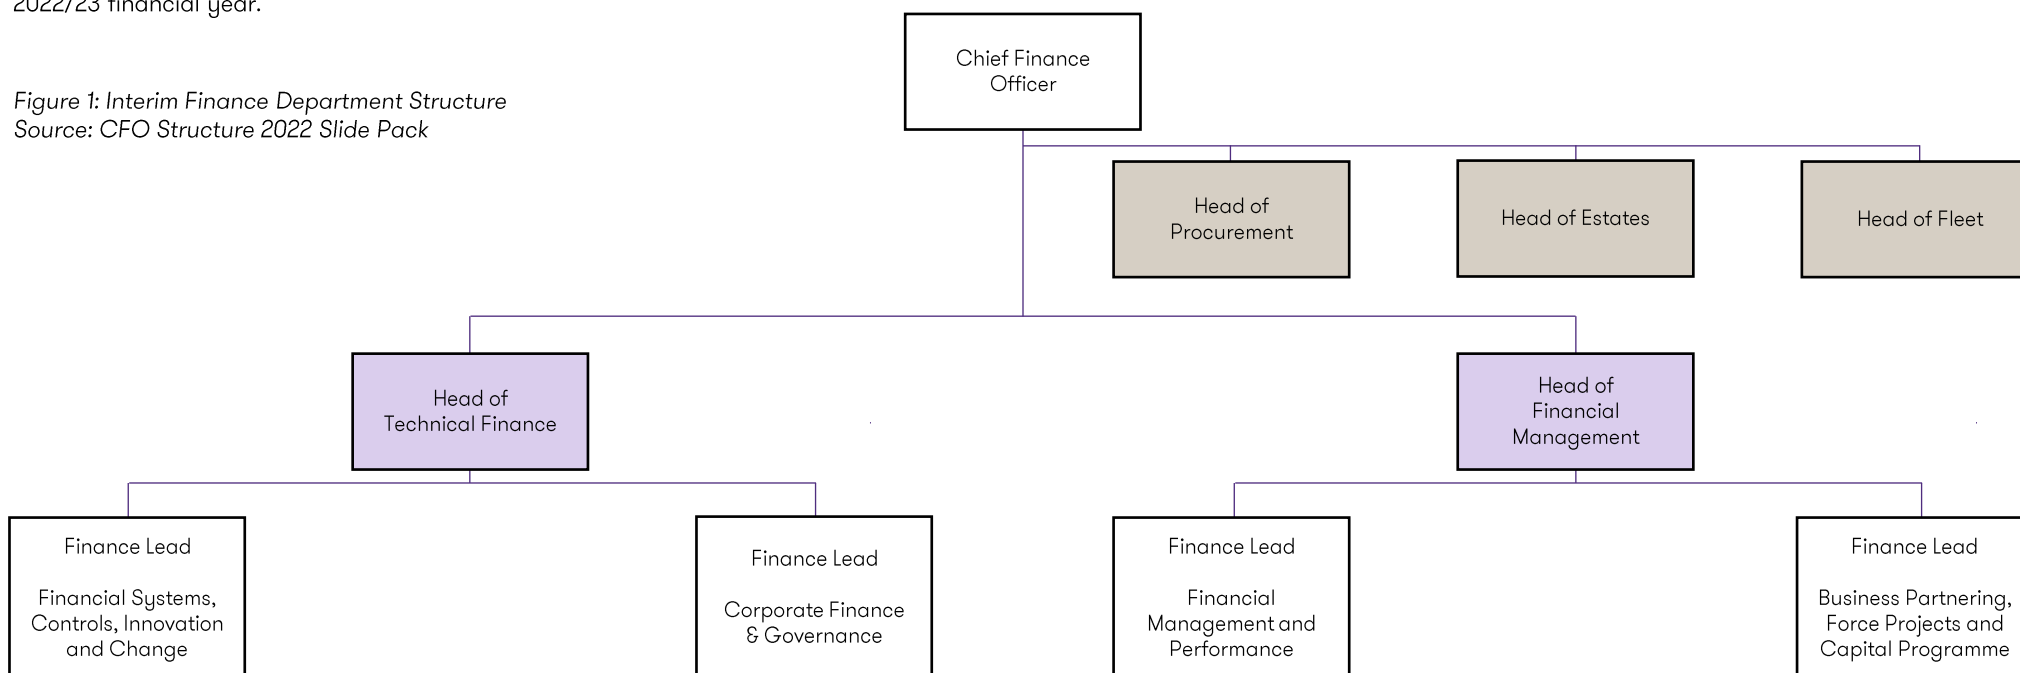 2022/23 financial year.
Chief Finance
Officer
Figure 1: Interim Finance Department Structure
Source: CFO Structure 2022 Slide Pack
Head of
Procurement
Head of Estates
Head of Fleet
Head of
Technical Finance
Head of
Financial
Management
Finance Lead
Financial Systems,
Controls, Innovation
and Change
Finance Lead
Corporate Finance
& Governance
Finance Lead
Financial
Management and
Performance
Finance Lead
Business Partnering,
Force Projects and
Capital Programme